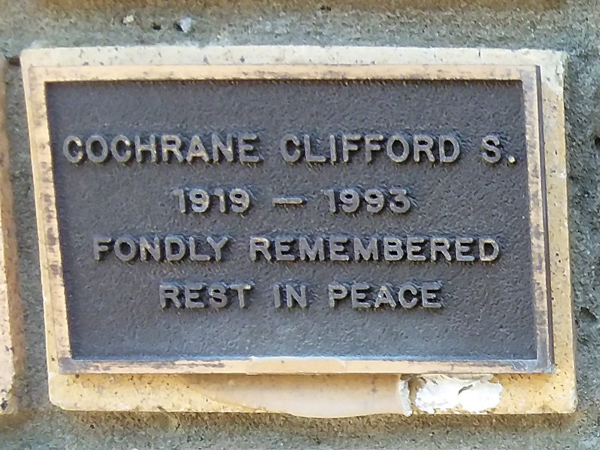 COCHRANE CLIFFORD S.
1919 — 1993
FONDLY REMEMBERED
REST IN PEACE